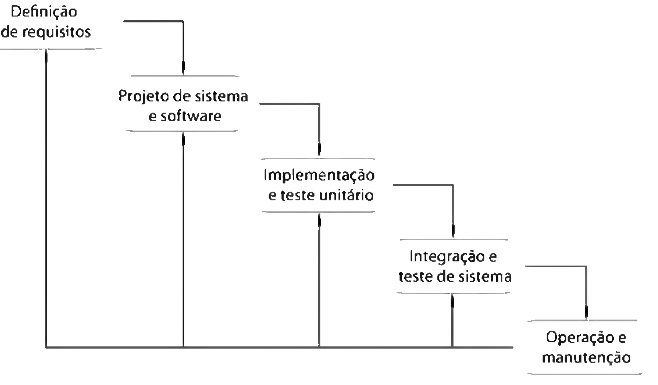 Definição
de requisitos
Projeto de sistema
e software
Implementação
e teste unitário
Integração e
teste de sistema
Operação e
manutenção